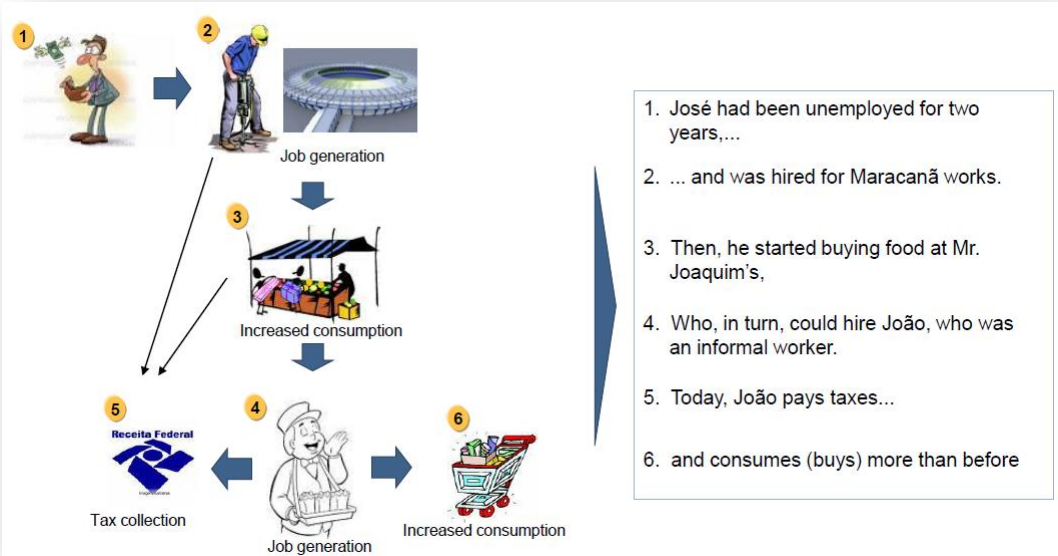 1
2
Job generation
3
Increased consumption
5
4
6
Receita Federal
Tax collection
Job generation
Increased consumption
1. José had been unemployed for two
years,...
2. ... and was hired for Maracanã works.
3. Then, he started buying food at Mr.
Joaquim's,
4. Who, in turn, could hire João, who was
an informal worker.
5. Today, João pays taxes...
6. and consumes (buys) more than before